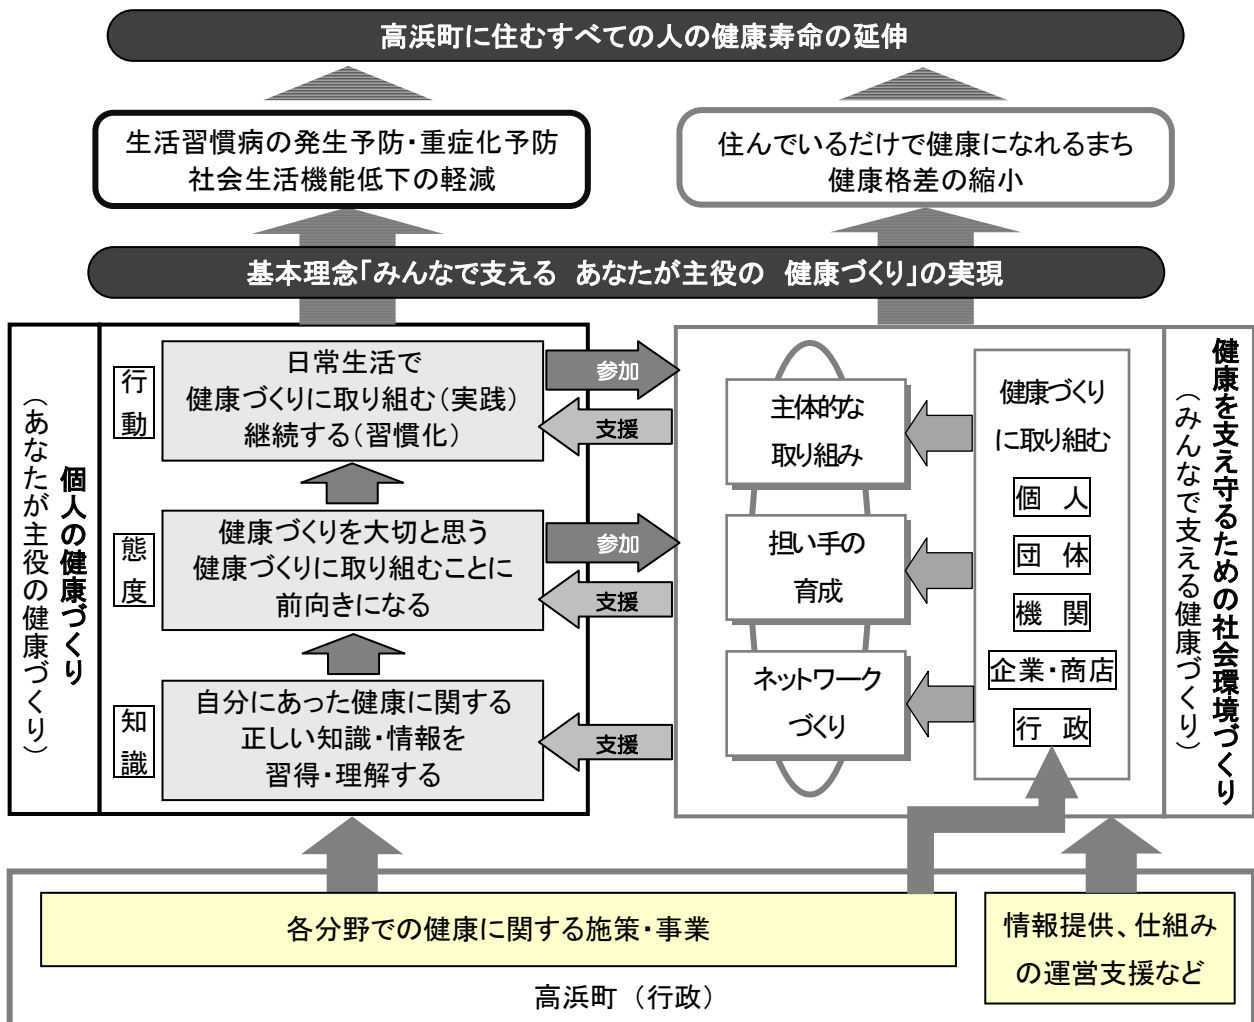 高浜町に住むすべての人の健康寿命の延伸
生活習慣病の発生予防・重症化予防
社会生活機能低下の軽減
住んでいるだけで健康になれるまち
健康格差の縮小
基本理念「みんなで支える あなたが主役の 健康づくり」の実現
個人の健康づくり
（あなたが主役の健康づくり）
行動
日常生活で
健康づくりに取り組む（実践）
継続する（習慣化）
態度
健康づくりを大切と思う
健康づくりに取り組むことに
前向きになる
知識
自分にあった健康に関する
正しい知識・情報を
習得・理解する
参加
支援
参加
支援
支援
主体的な
取り組み
担い手の
育成
ネットワーク
づくり
健康づくり
に取り組む
個 人
団 体
機 関
企業・商店
行 政
健康を支え守るための社会環境づくり
（みんなで支える健康づくり）
各分野での健康に関する施策・事業
情報提供、仕組み
の運営支援など
高浜町（行政）